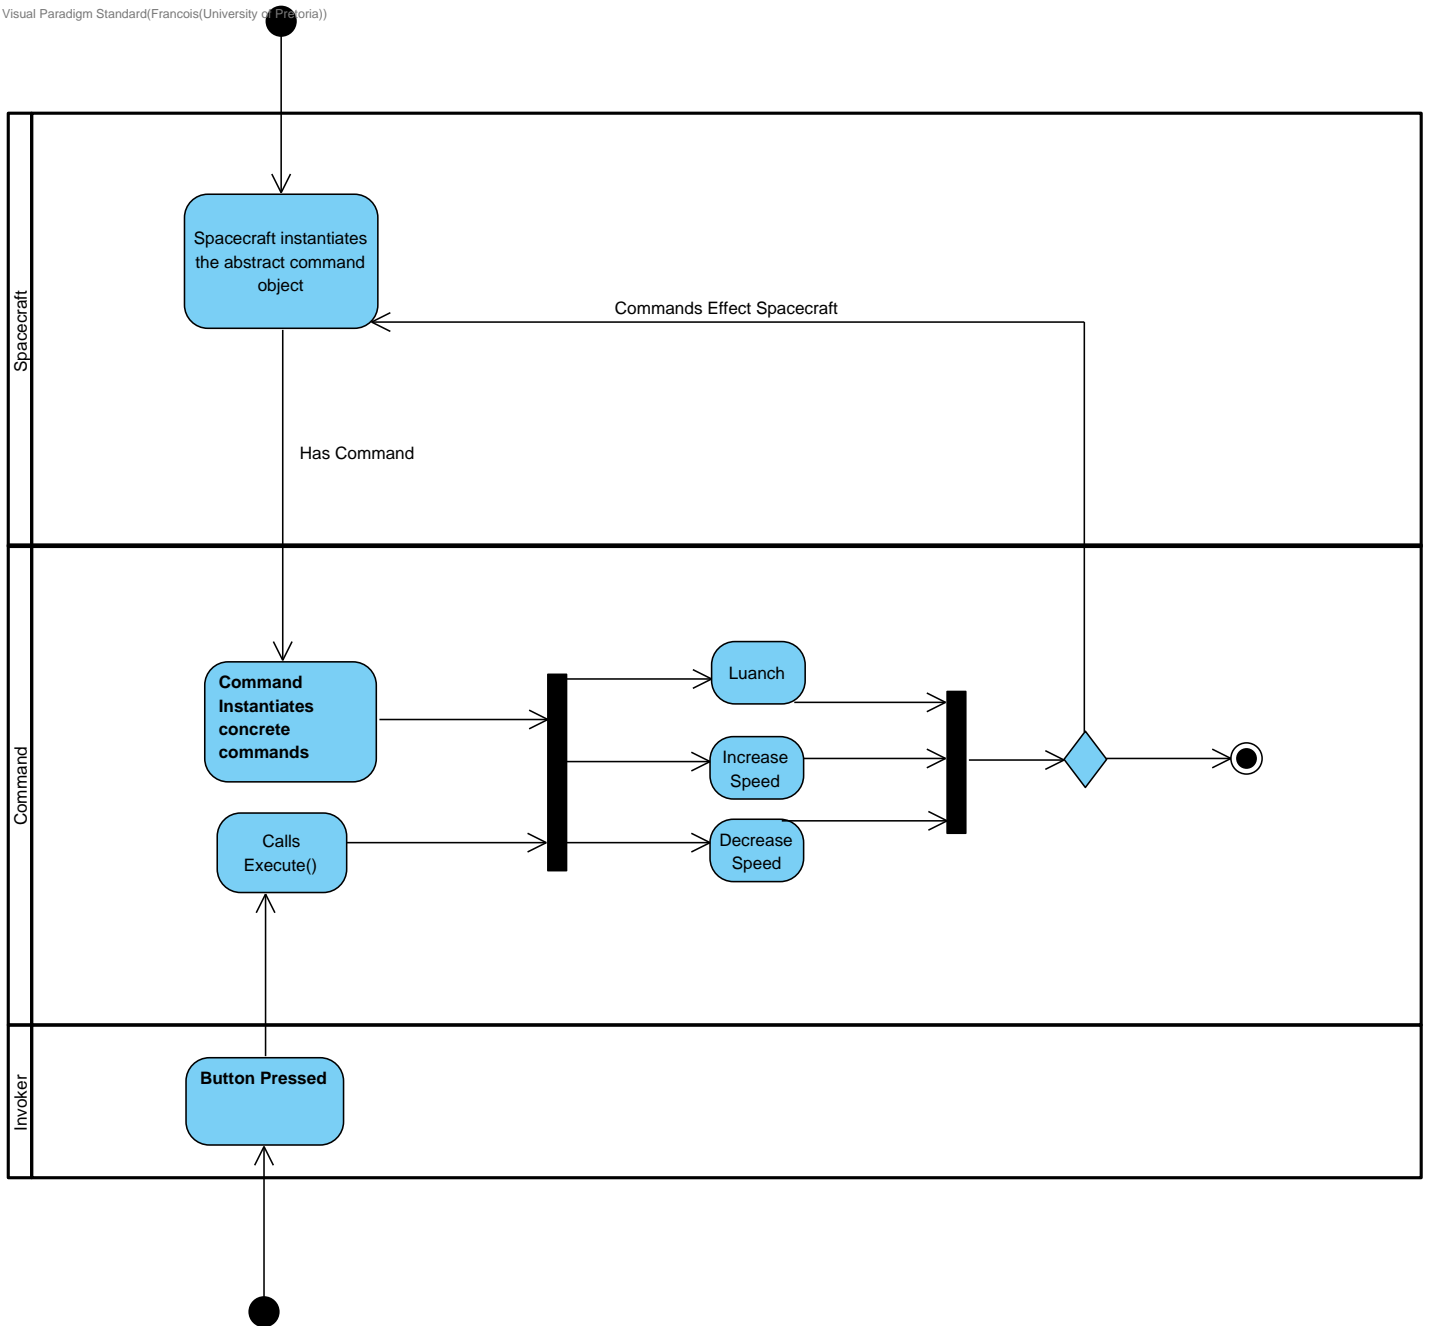 Visual Paradigm Standard(Francois(University of Pretoria))
Spacecraft
Spacecraft instantiates
the abstract command
object
Commands Effect Spacecraft
Has Command
Command
Command
Instantiates
concrete
commands
Luanch
Increase
Speed
Calls
Execute()
Decrease
Speed
Invoker
Button Pressed